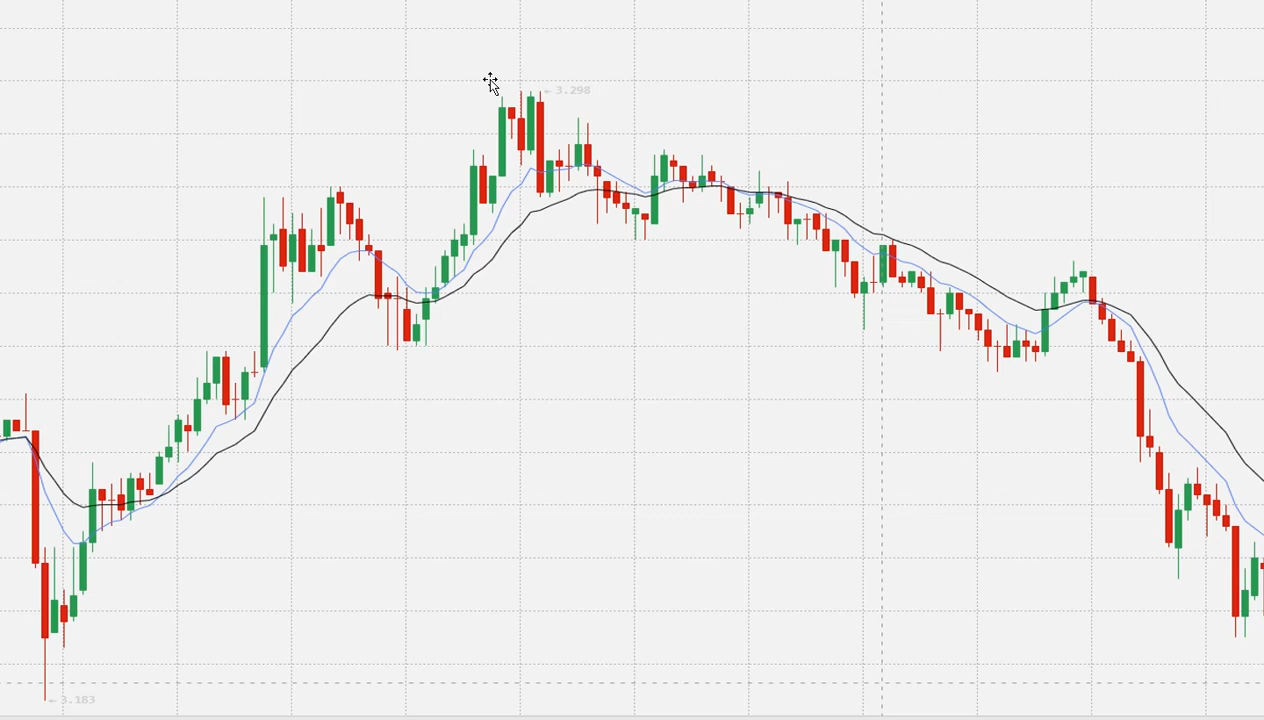 ← 3.298
← 3.183